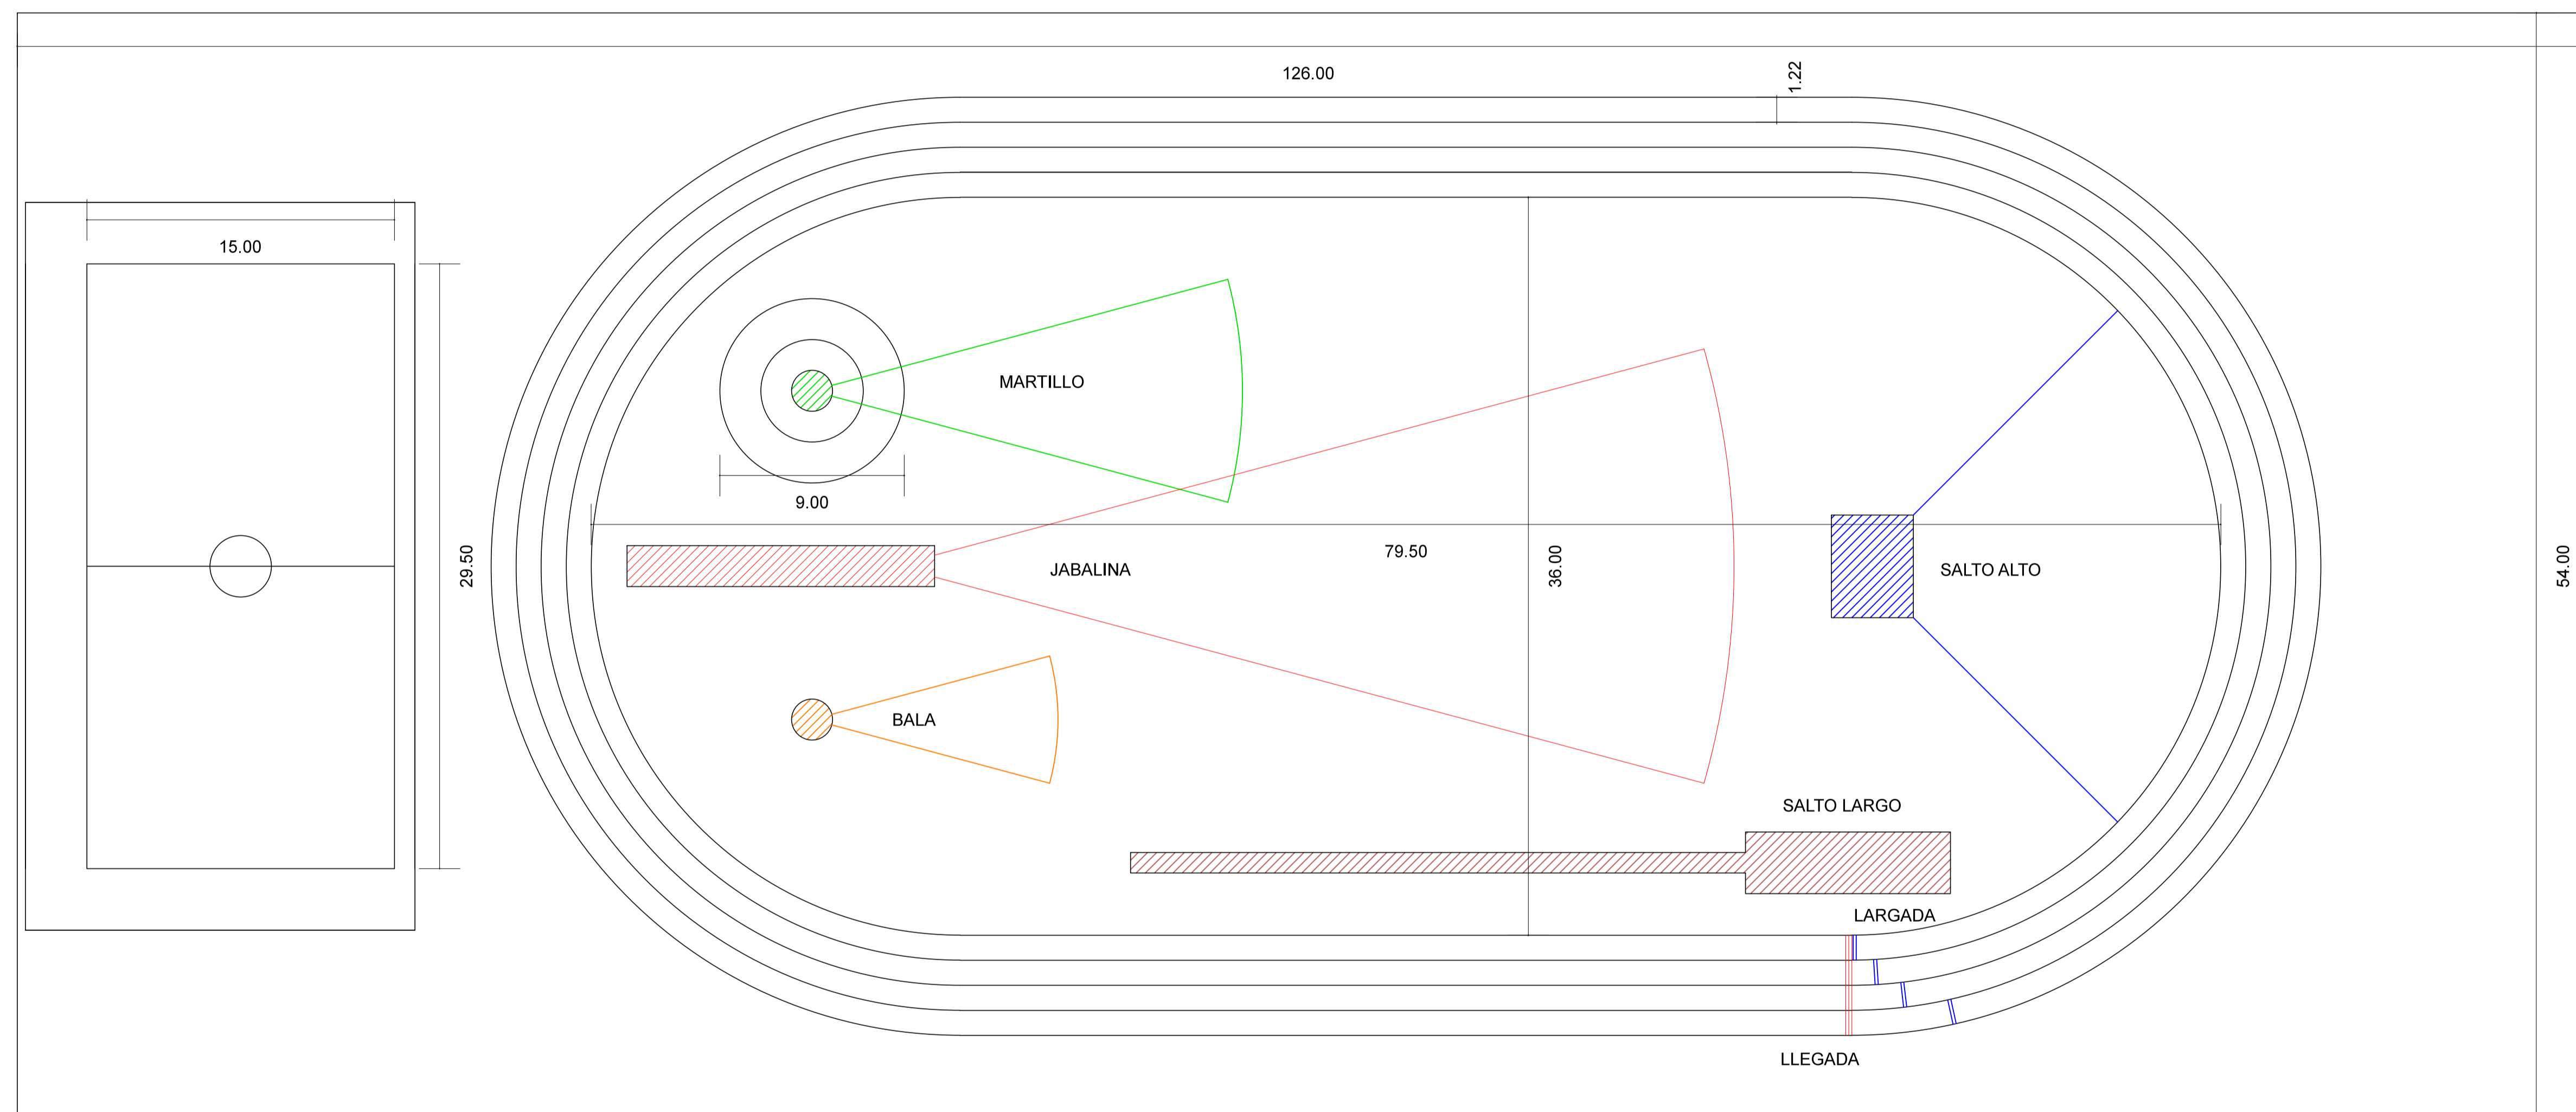 126.00
1.22
15.00
MARTILLO
9.00
79.50
36.00
29.50
JABALINA
SALTO ALTO
54.00
BALA
SALTO LARGO
LARGADA
LLEGADA